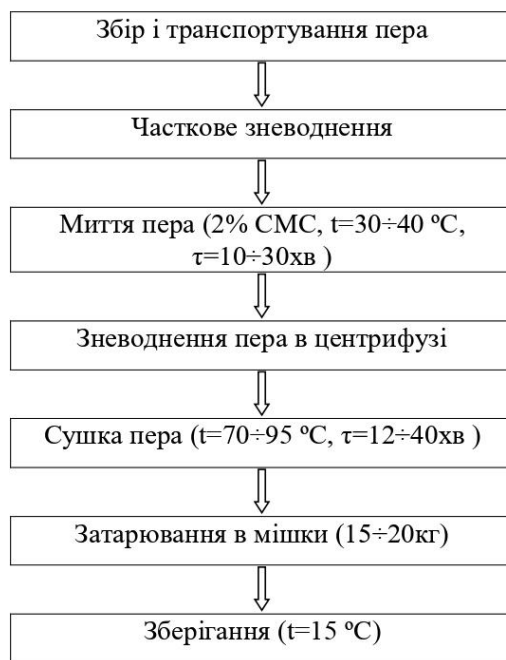 Збір і транспортування пера
Часткове зневоднення
Миття пера (2% СМС, t=30÷40 ºС,
τ=10÷30хв )
Зневоднення пера в центрифузі
Сушка пера (t=70÷95 ºС, τ=12÷40хв )
Затарювання в мішки (15÷20кг)
Зберігання (t=15 ºС)